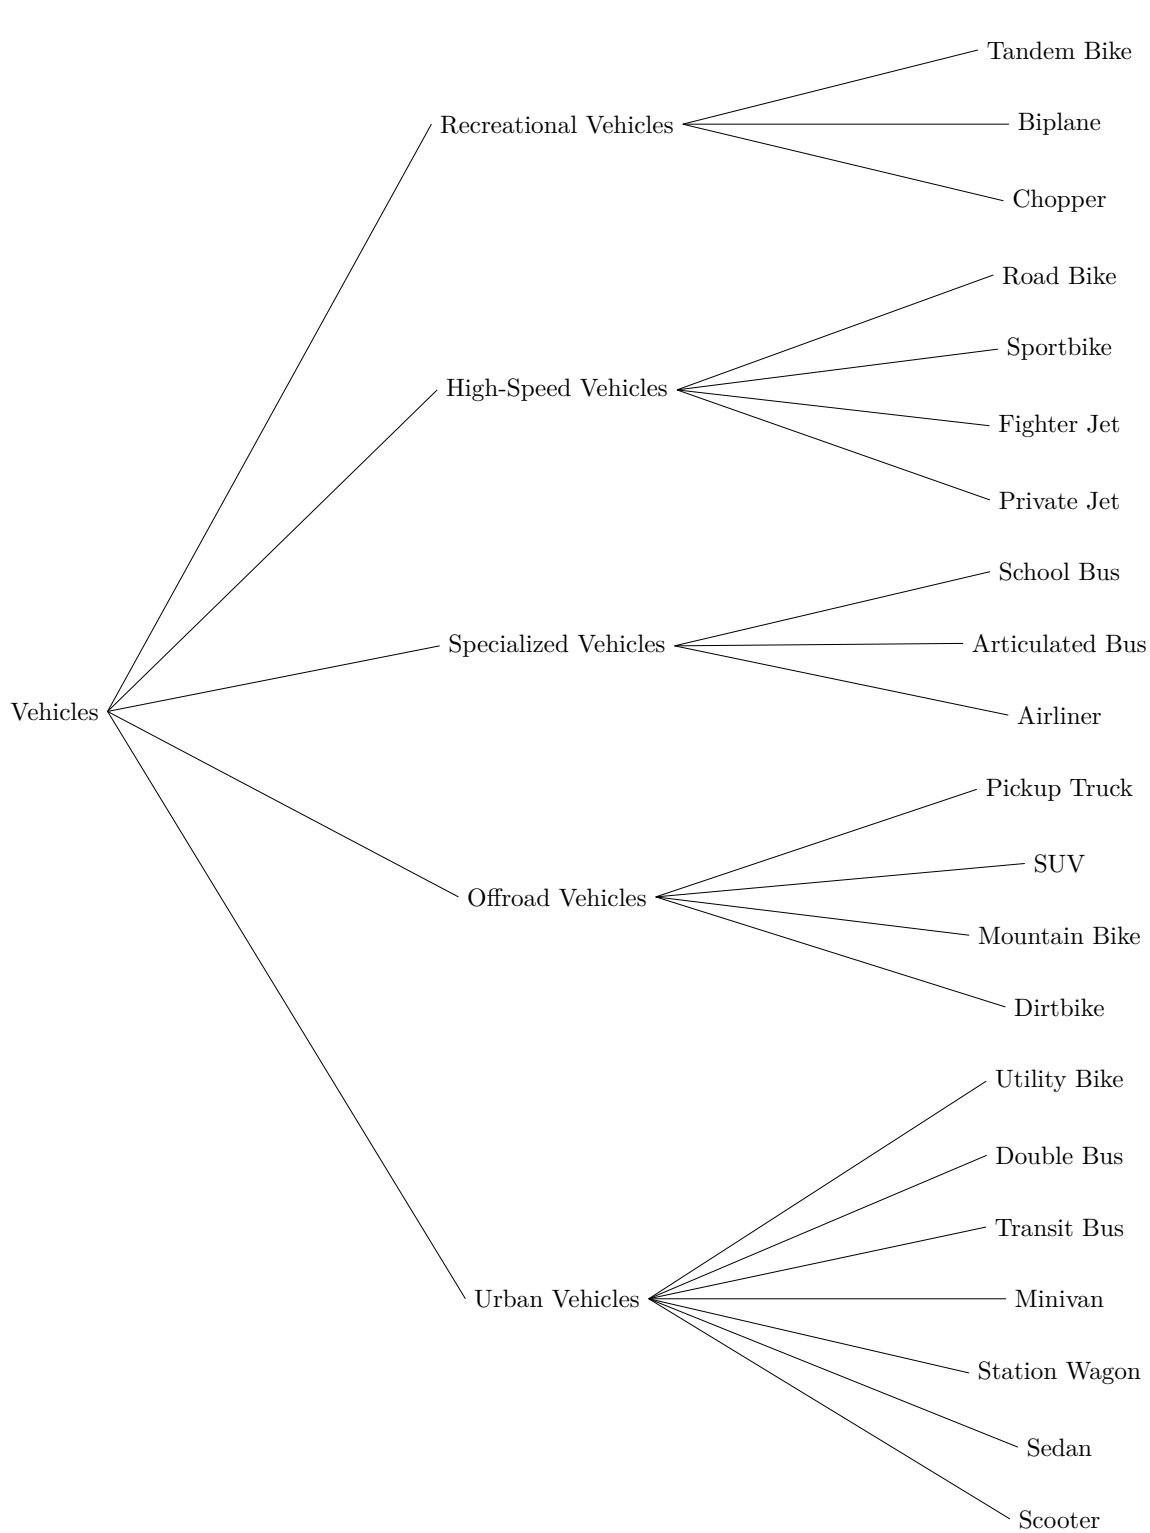 Vehicles
Recreational Vehicles
Tandem Bike
Biplane
Chopper
High-Speed Vehicles
Road Bike
Sportbike
Fighter Jet
Private Jet
Specialized Vehicles
School Bus
Articulated Bus
Airliner
Offroad Vehicles
Pickup Truck
SUV
Mountain Bike
Dirtbike
Urban Vehicles
Utility Bike
Double Bus
Transit Bus
Minivan
Station Wagon
Sedan
Scooter